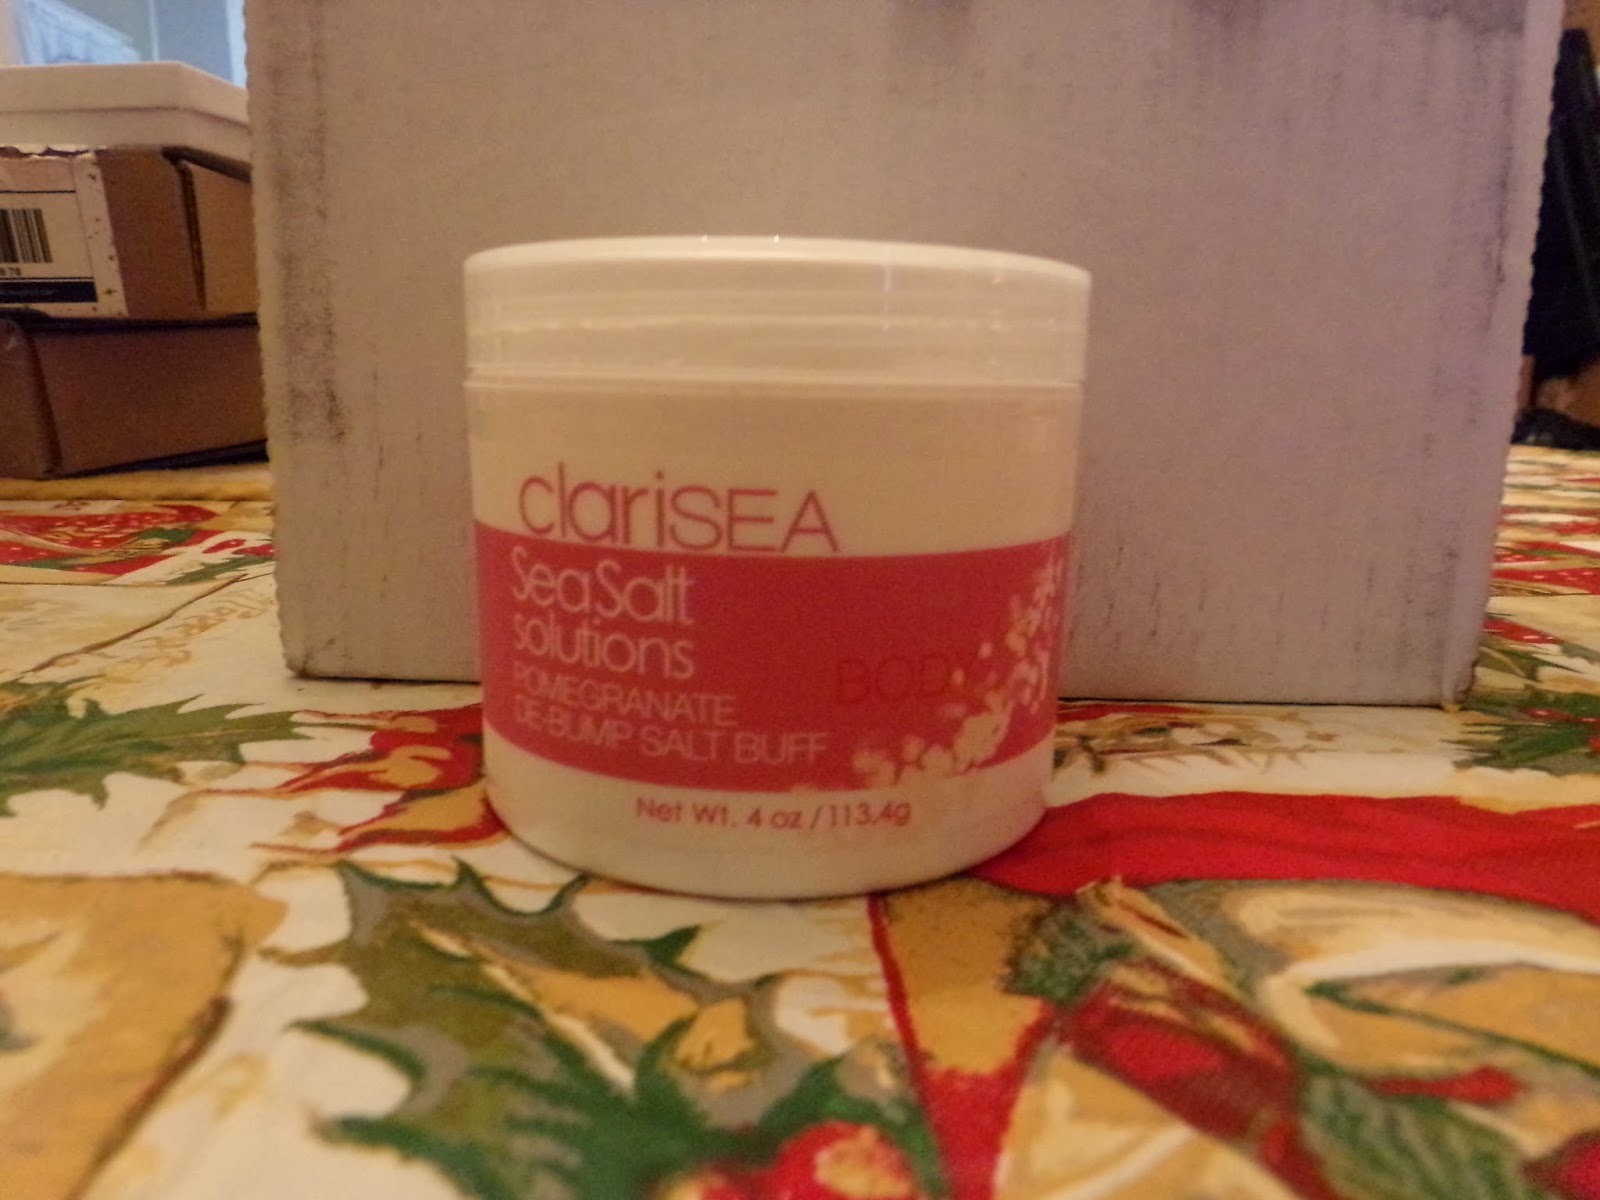 clariSEA
SeaSalt
solutions
POMEGRANATE
DE-BUMP SALT BUFF
BODY
Net Wt. 4 oz / 113.4g